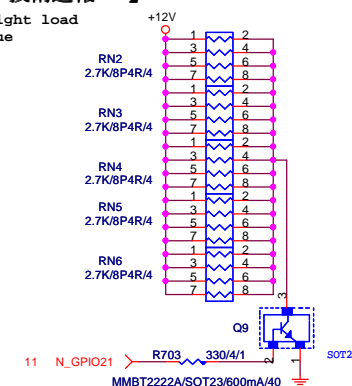 ight load
ue
+12V
1 2
3 4
RN2
5 6
2.7K/8P4R/4
7 8
1 2
RN3
3 4
2.7K/8P4R/4
5 6
7 8
1 2
3 4
RN4
5 6
2.7K/8P4R/4
7 8
1 2
RN5
3 4
2.7K/8P4R/4
5 6
7 8
1 2
RN6
3 4
2.7K/8P4R/4
5 6
7 8
3
Q9
SOT2
11 N_GPIO21
R703 330/4/1
2 1
MMBT2222A/SOT23/600mA/40